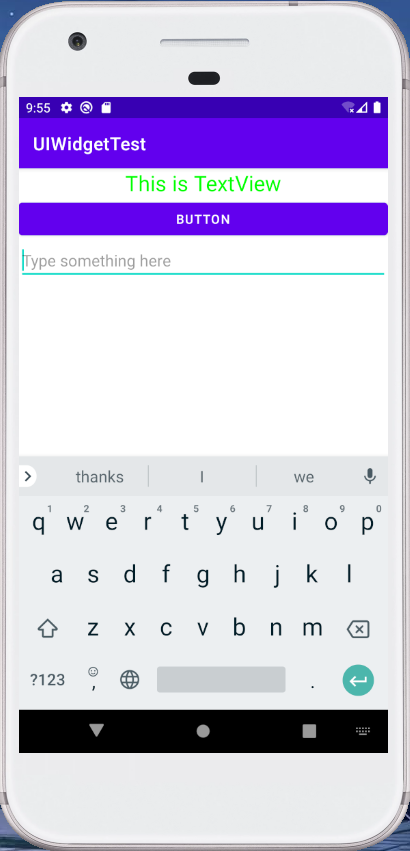 9:55
UIWidgetTest
This is TextView
BUTTON
Type something here
thanks I we
1 2 3 4 5 6 7 8 9 0
q w e r t y u i o p
a s d f g h j k l
z x c v b n m
?123 , .